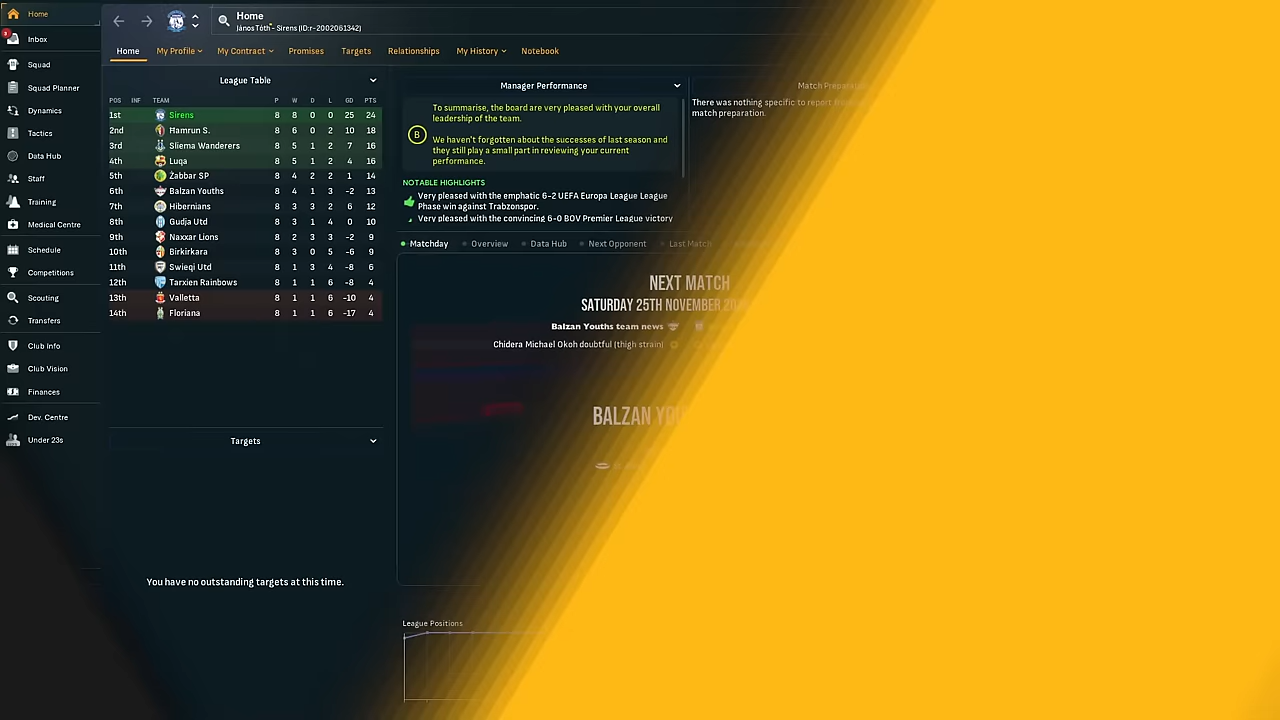 Home
János Tóth - Sirens (ID:r-2002061342)
Home
Inbox
3
Squad
Squad Planner
Dynamics
Tactics
Data Hub
Staff
Training
Medical Centre
Schedule
Competitions
Scouting
Transfers
Club Info
Club Vision
Finances
Dev. Centre
Under 23s
Home My Profile My Contract Promises Targets Relationships My History Notebook
League Table
POS INF TEAM P W D L GD PTS
1st Sirens 8 8 0 0 25 24
2nd Ħamrun S. 8 6 0 2 10 18
3rd Sliema Wanderers 8 5 1 2 7 16
4th Luqa 8 5 1 2 4 16
5th Żabbar SP 8 4 2 2 1 14
6th Balzan Youths 8 4 1 3 -2 13
7th Hibernians 8 3 3 2 6 12
8th Gudja Utd 8 3 1 4 0 10
9th Naxxar Lions 8 2 3 3 -2 9
10th Birkirkara 8 3 0 5 -6 9
11th Swieqi Utd 8 1 3 4 -8 6
12th Tarxien Rainbows 8 1 1 6 -8 4
13th Valletta 8 1 1 6 -10 4
14th Floriana 8 1 1 6 -17 4
Targets
You have no outstanding targets at this time.
Manager Performance
B
To summarise, the board are very pleased with your overall
leadership of the team.
We haven't forgotten about the successes of last season and
they still play a small part in reviewing your current
performance.
NOTABLE HIGHLIGHTS
Very pleased with the emphatic 6-2 UEFA Europa League League
Phase win against Trabzonspor.
Very pleased with the convincing 6-0 BOV Premier League victory
Match
There was nothing specific to report
match preparation.
Matchday Overview Data Hub Next Opponent Last Match
NEXT MATCH
SATURDAY 25TH NOVEMBER
Balzan Youths team news
Chidera Michael Okoh doubtful (thigh strain)
BALZAN
League Positions